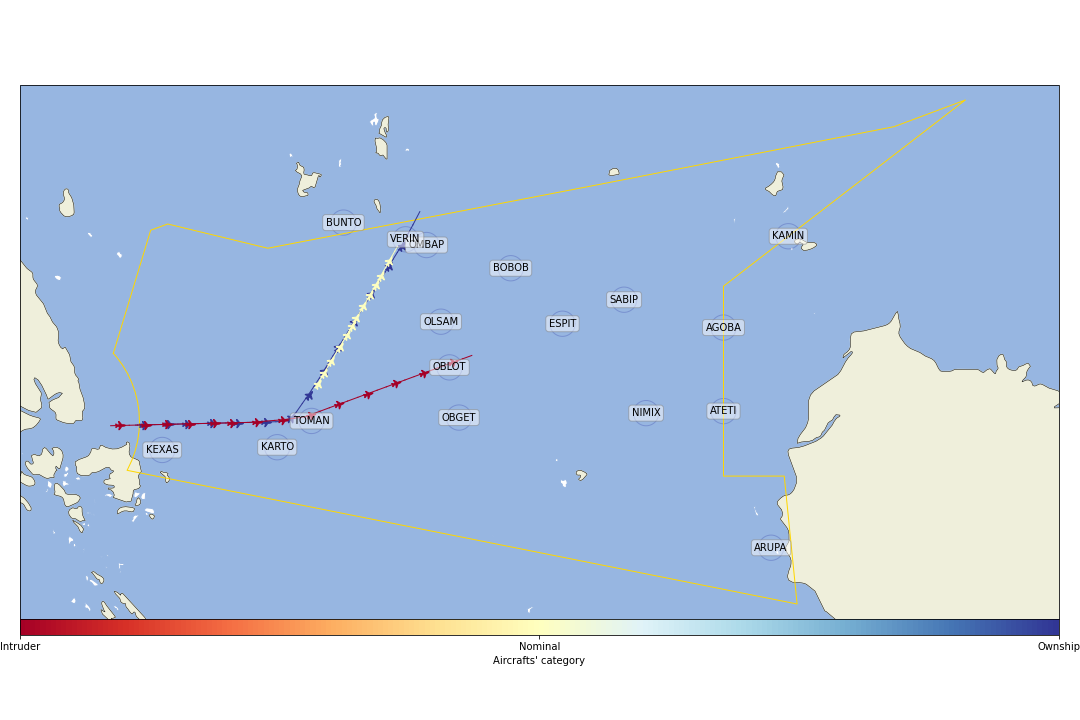 BUNTO
VERIN
OMBAP
KAMIN
BOBOB
SABIP
OLSAM
ESPIT
AGOBA
OBLOT
TOMAN
OBGET
NIMIX
ATETI
KEXAS
KARTO
ARUPA
Intruder
Nominal
Ownship
Aircrafts' category